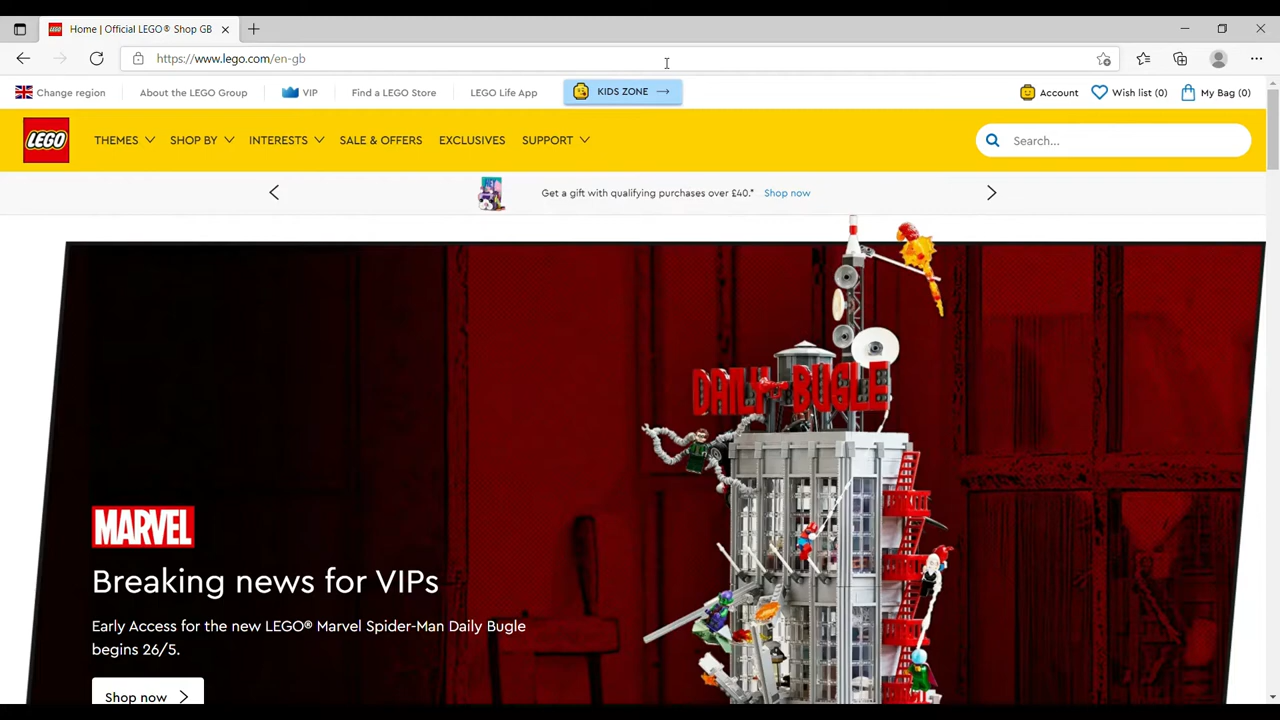 Home | Official LEGO® Shop GB
https://www.lego.com/en-gb
Change region
About the LEGO Group
VIP
Find a LEGO Store
LEGO Life App
KIDS ZONE
Account
Wish list (0)
My Bag (0)
LEGO
THEMES
SHOP BY
INTERESTS
SALE & OFFERS
EXCLUSIVES
SUPPORT
Search...
Get a gift with qualifying purchases over £40.* Shop now
DAILY BUGLE
MARVEL
Breaking news for VIPs
Early Access for the new LEGO® Marvel Spider-Man Daily Bugle
begins 26/5.
Shop now